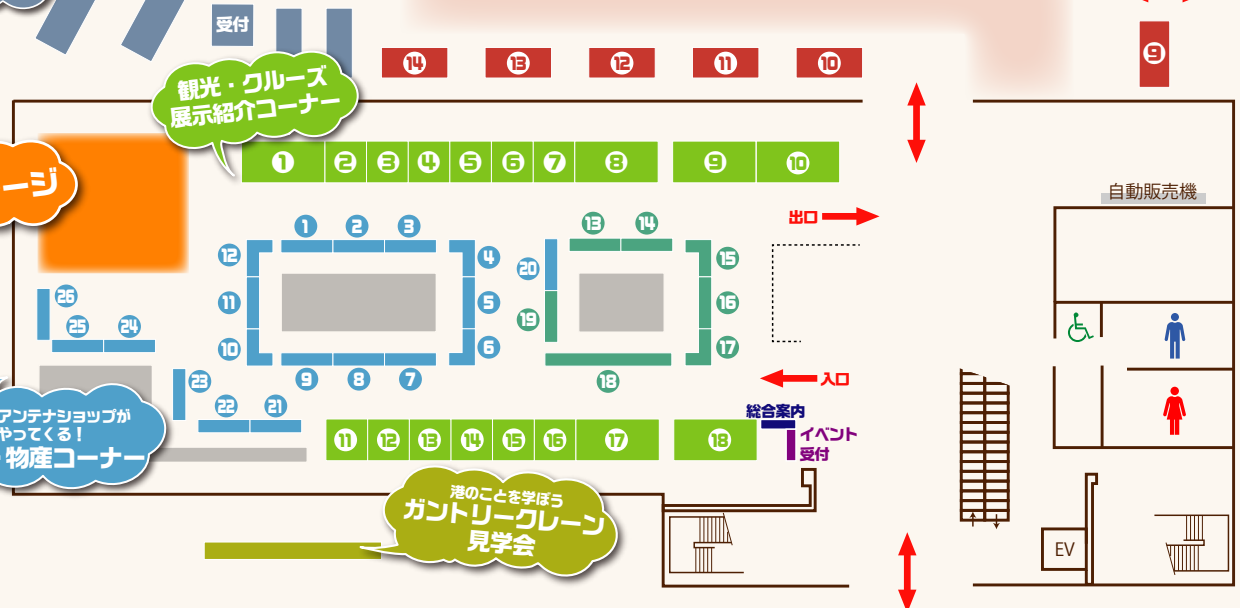 受付
⑭ ⑬ ⑫ ⑪ ⑩
⑨
観光・クルーズ
展示紹介コーナー
① ② ③ ④ ⑤ ⑥ ⑦ ⑧ ⑨ ⑩
ージ
自動販売機
出口
① ② ③
⑬ ⑭
⑫ ④ ⑳ ⑮
⑪ ⑤ ⑲ ⑯
⑩ ⑥ ⑰
⑨ ⑧ ⑦
⑱
㉖
㉕ ㉔
㉓
㉒ ㉑
入口
総合案内
イベント
受付
アンテナショップが
やってくる！
物産コーナー
⑪ ⑫ ⑬ ⑭ ⑮ ⑯ ⑰ ⑱
港のことを学ぼう
ガントリークレーン
見学会
EV